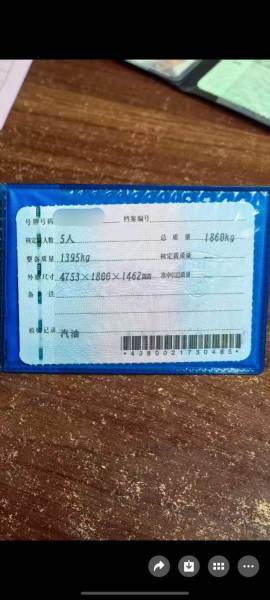 号牌号码 档案编号
核定载人数 5人 总质量 1860kg
整备质量 1395kg 核定载质量
外廓尺寸 4753×1800×1462mm 准牵引总质量
备注
检验记录 汽油
*4380021730465*